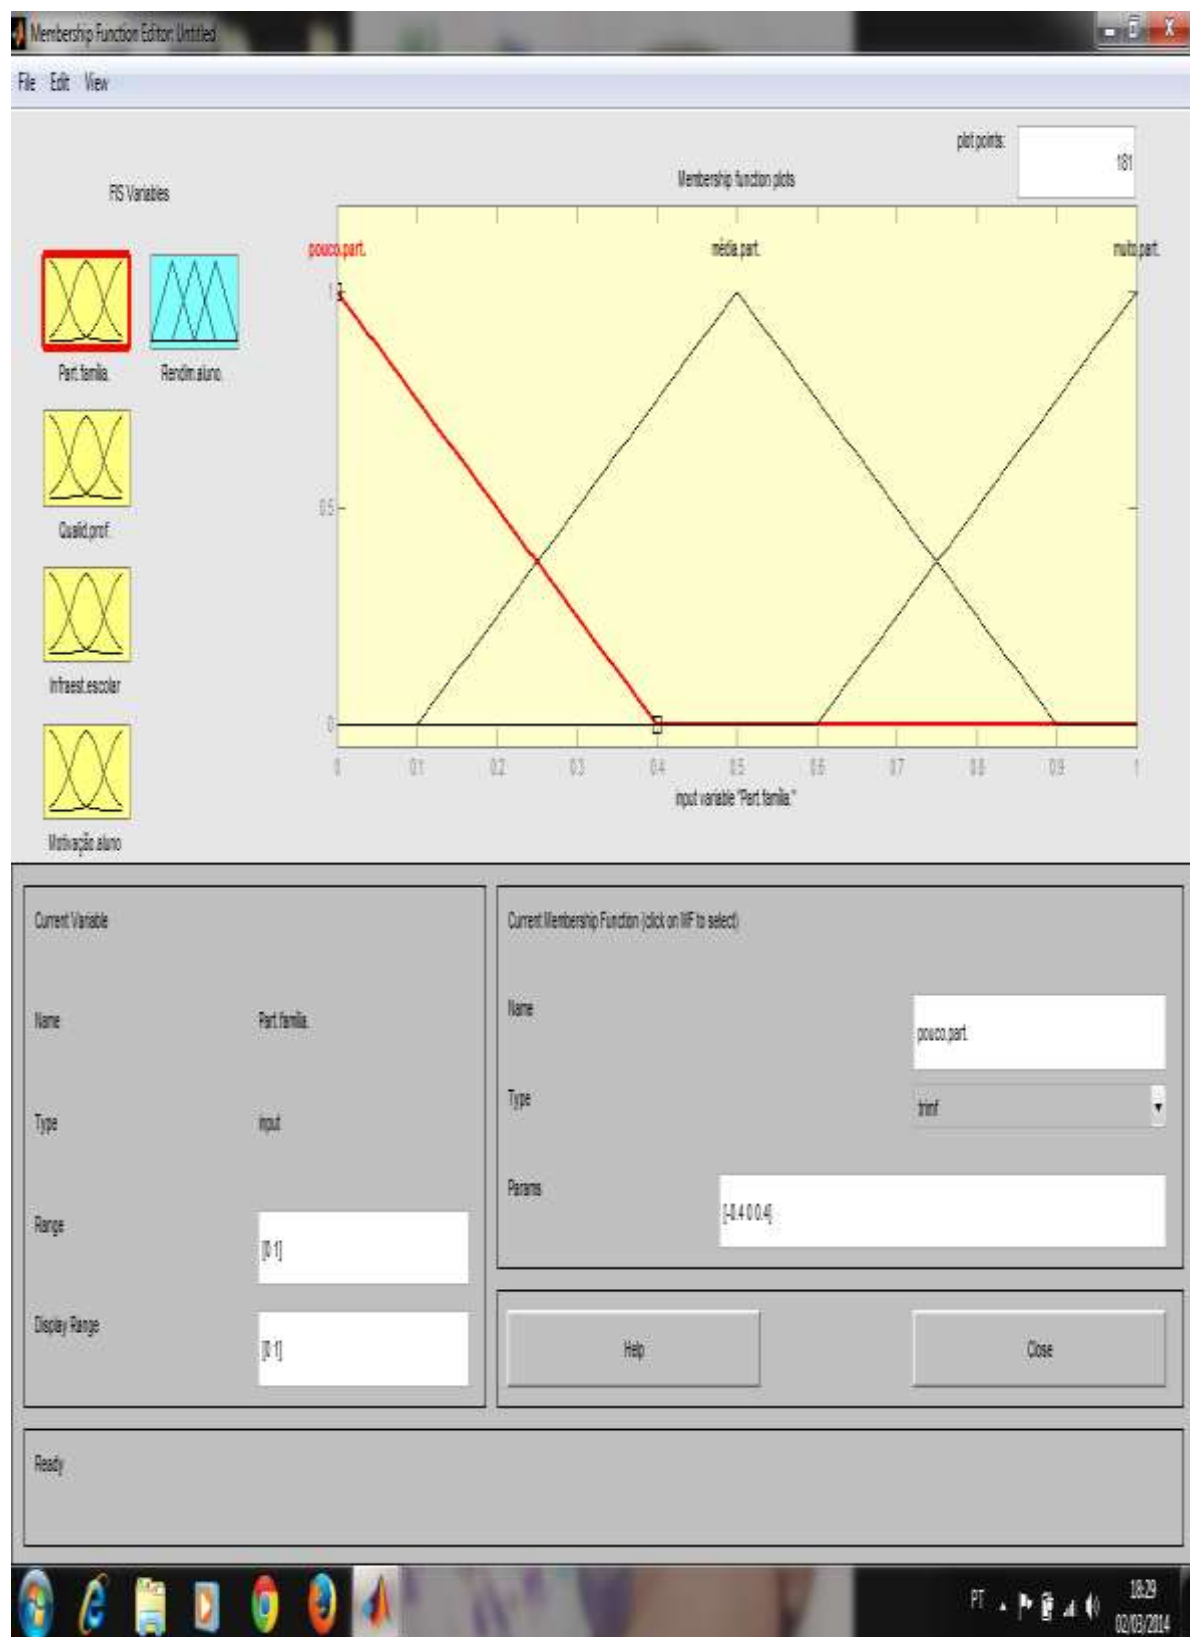 Membership Function Editor: Untitled
File Edit View
plot points:
181
FIS Variables
Membership function plots
pouco.part.
média.part.
muito.part.
1
0.5
0
0 0.1 0.2 0.3 0.4 0.5 0.6 0.7 0.8 0.9 1
input variable "Part.família."
Part.família.
Rendim.aluno.
Qualid.prof.
Infraest.escolar
Motivação.aluno
Current Variable
Name
Part.família.
Type
input
Range
[0 1]
Display Range
[0 1]
Current Membership Function (click on MF to select)
Name
pouco.part.
Type
trimf
Params
[-0.4 0 0.4]
Help
Close
Ready
PT
18:29
02/03/2014